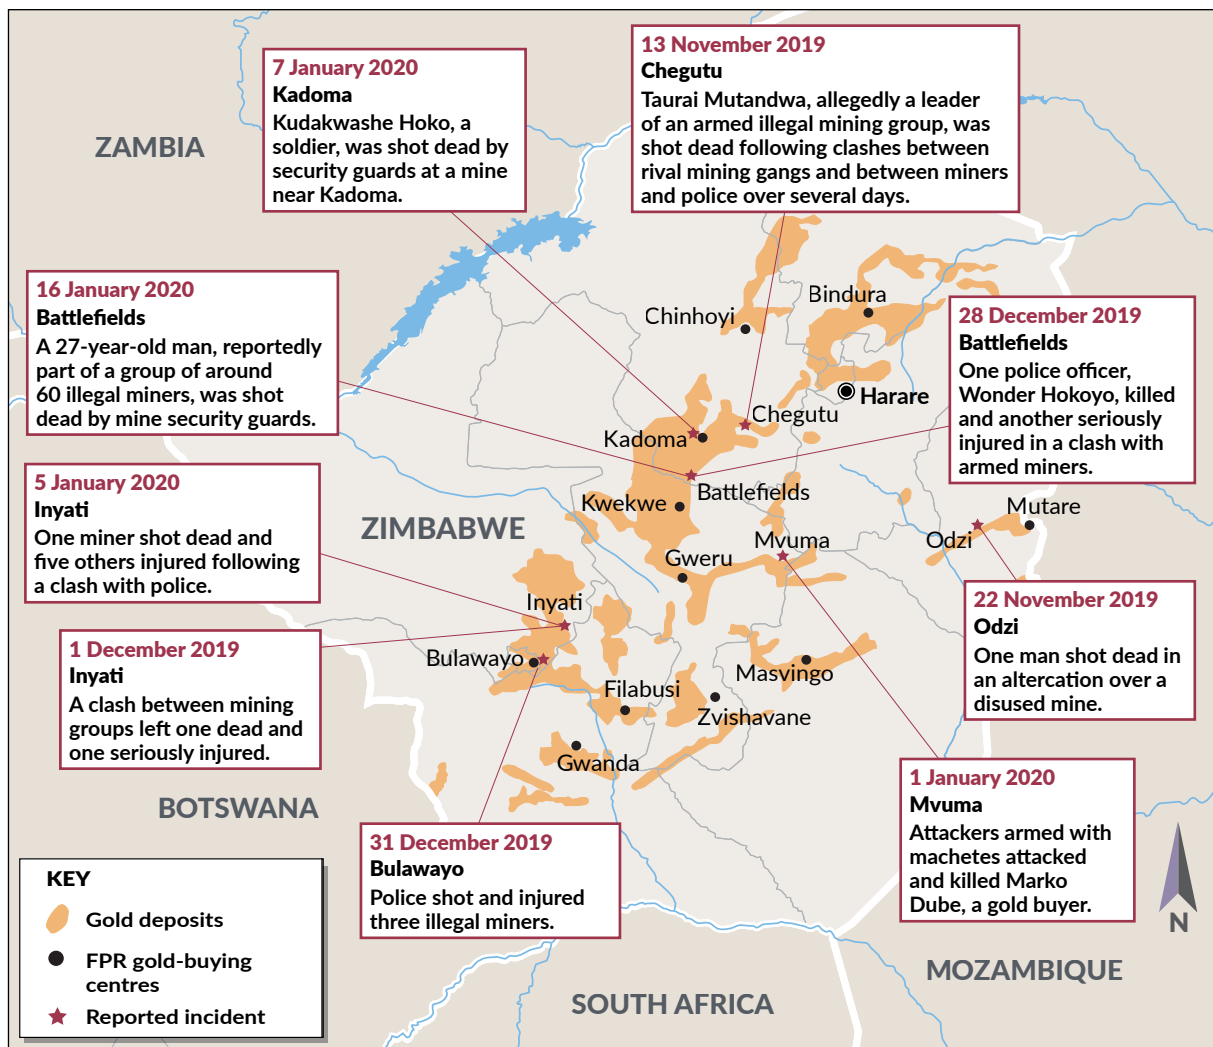 13 November 2019
Chegutu
Taurai Mutandwa, allegedly a leader
of an armed illegal mining group, was
shot dead following clashes between
rival mining gangs and between miners
and police over several days.
7 January 2020
Kadoma
Kudakwashe Hoko, a
soldier, was shot dead by
security guards at a mine
near Kadoma.
ZAMBIA
16 January 2020
Battlefields
A 27-year-old man, reportedly
part of a group of around
60 illegal miners, was shot
dead by mine security guards.
Chinhoyi
Bindura
28 December 2019
Battlefields
One police officer,
Wonder Hokoyo, killed
and another seriously
injured in a clash with
armed miners.
Harare
Chegutu
Kadoma
5 January 2020
Inyati
One miner shot dead and
five others injured following
a clash with police.
ZIMBABWE
Kwekwe
Battlefields
Mutare
Odzi
Mvuma
Gweru
Inyati
22 November 2019
Odzi
One man shot dead in
an altercation over a
disused mine.
1 December 2019
Inyati
A clash between mining
groups left one dead and
one seriously injured.
Bulawayo
Masvingo
Filabusi
Zvishavane
Gwanda
1 January 2020
Mvuma
Attackers armed with
machetes attacked
and killed Marko
Dube, a gold buyer.
BOTSWANA
31 December 2019
Bulawayo
Police shot and injured
three illegal miners.
KEY
Gold deposits
FPR gold-buying
centres
Reported incident
N
MOZAMBIQUE
SOUTH AFRICA